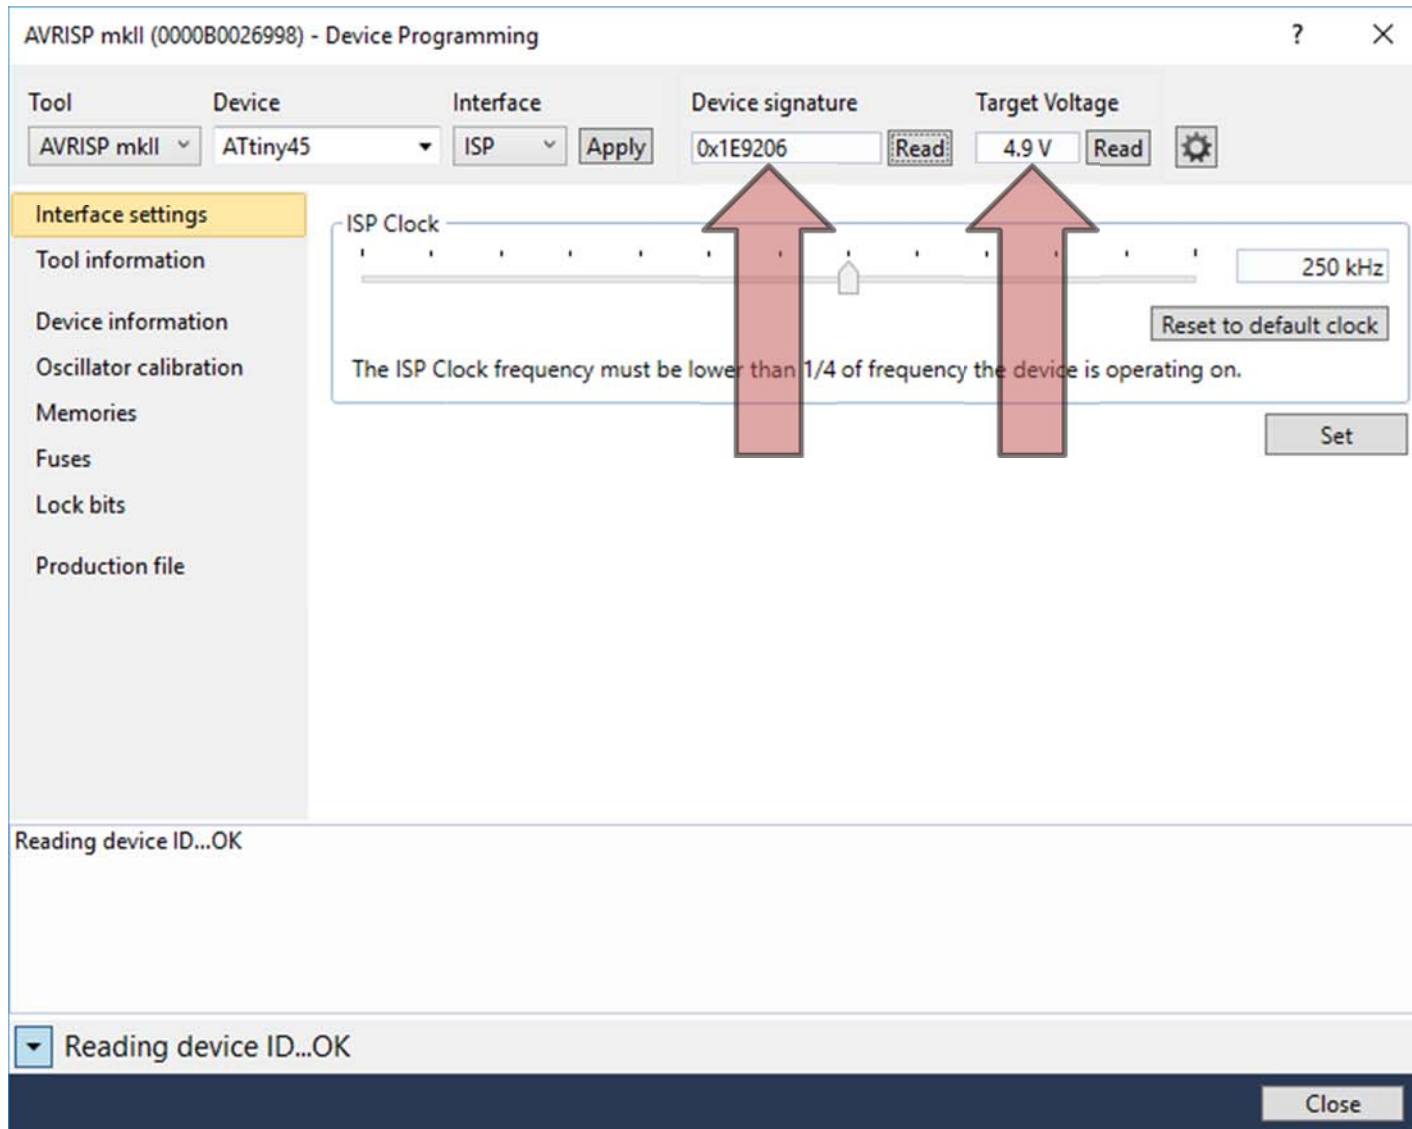 AVRISP mkII (0000B0026998) - Device Programming
?
Tool Device Interface Device signature Target Voltage
AVRISP mkII ATtiny45 ISP Apply 0x1E9206 Read 4.9 V Read
Interface settings
Tool information
Device information
Oscillator calibration
Memories
Fuses
Lock bits
Production file
ISP Clock
250 kHz
Reset to default clock
The ISP Clock frequency must be lower than 1/4 of frequency the device is operating on.
Set
Reading device ID...OK
Reading device ID...OK
Close